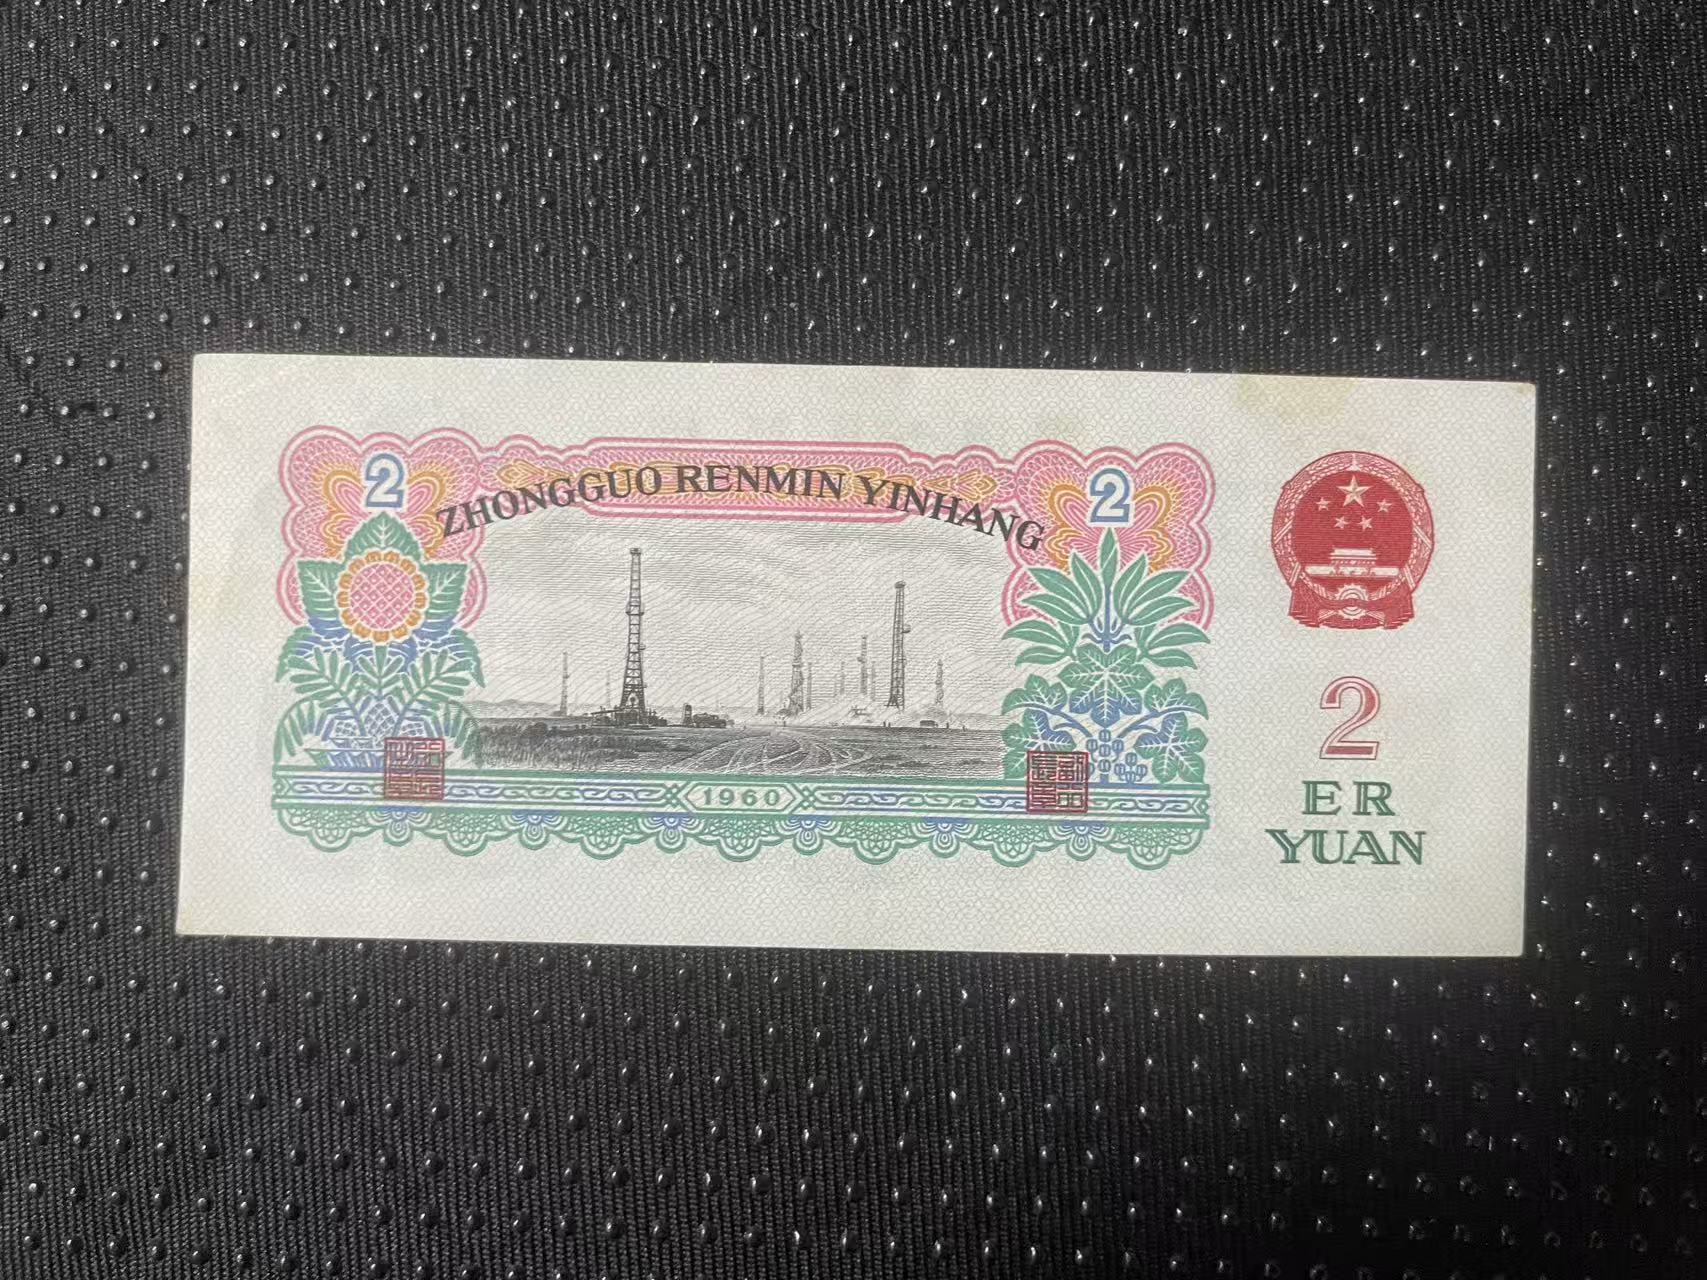 2
2
ZHONGGUO RENMIN YINHANG
1960
2
ER
YUAN